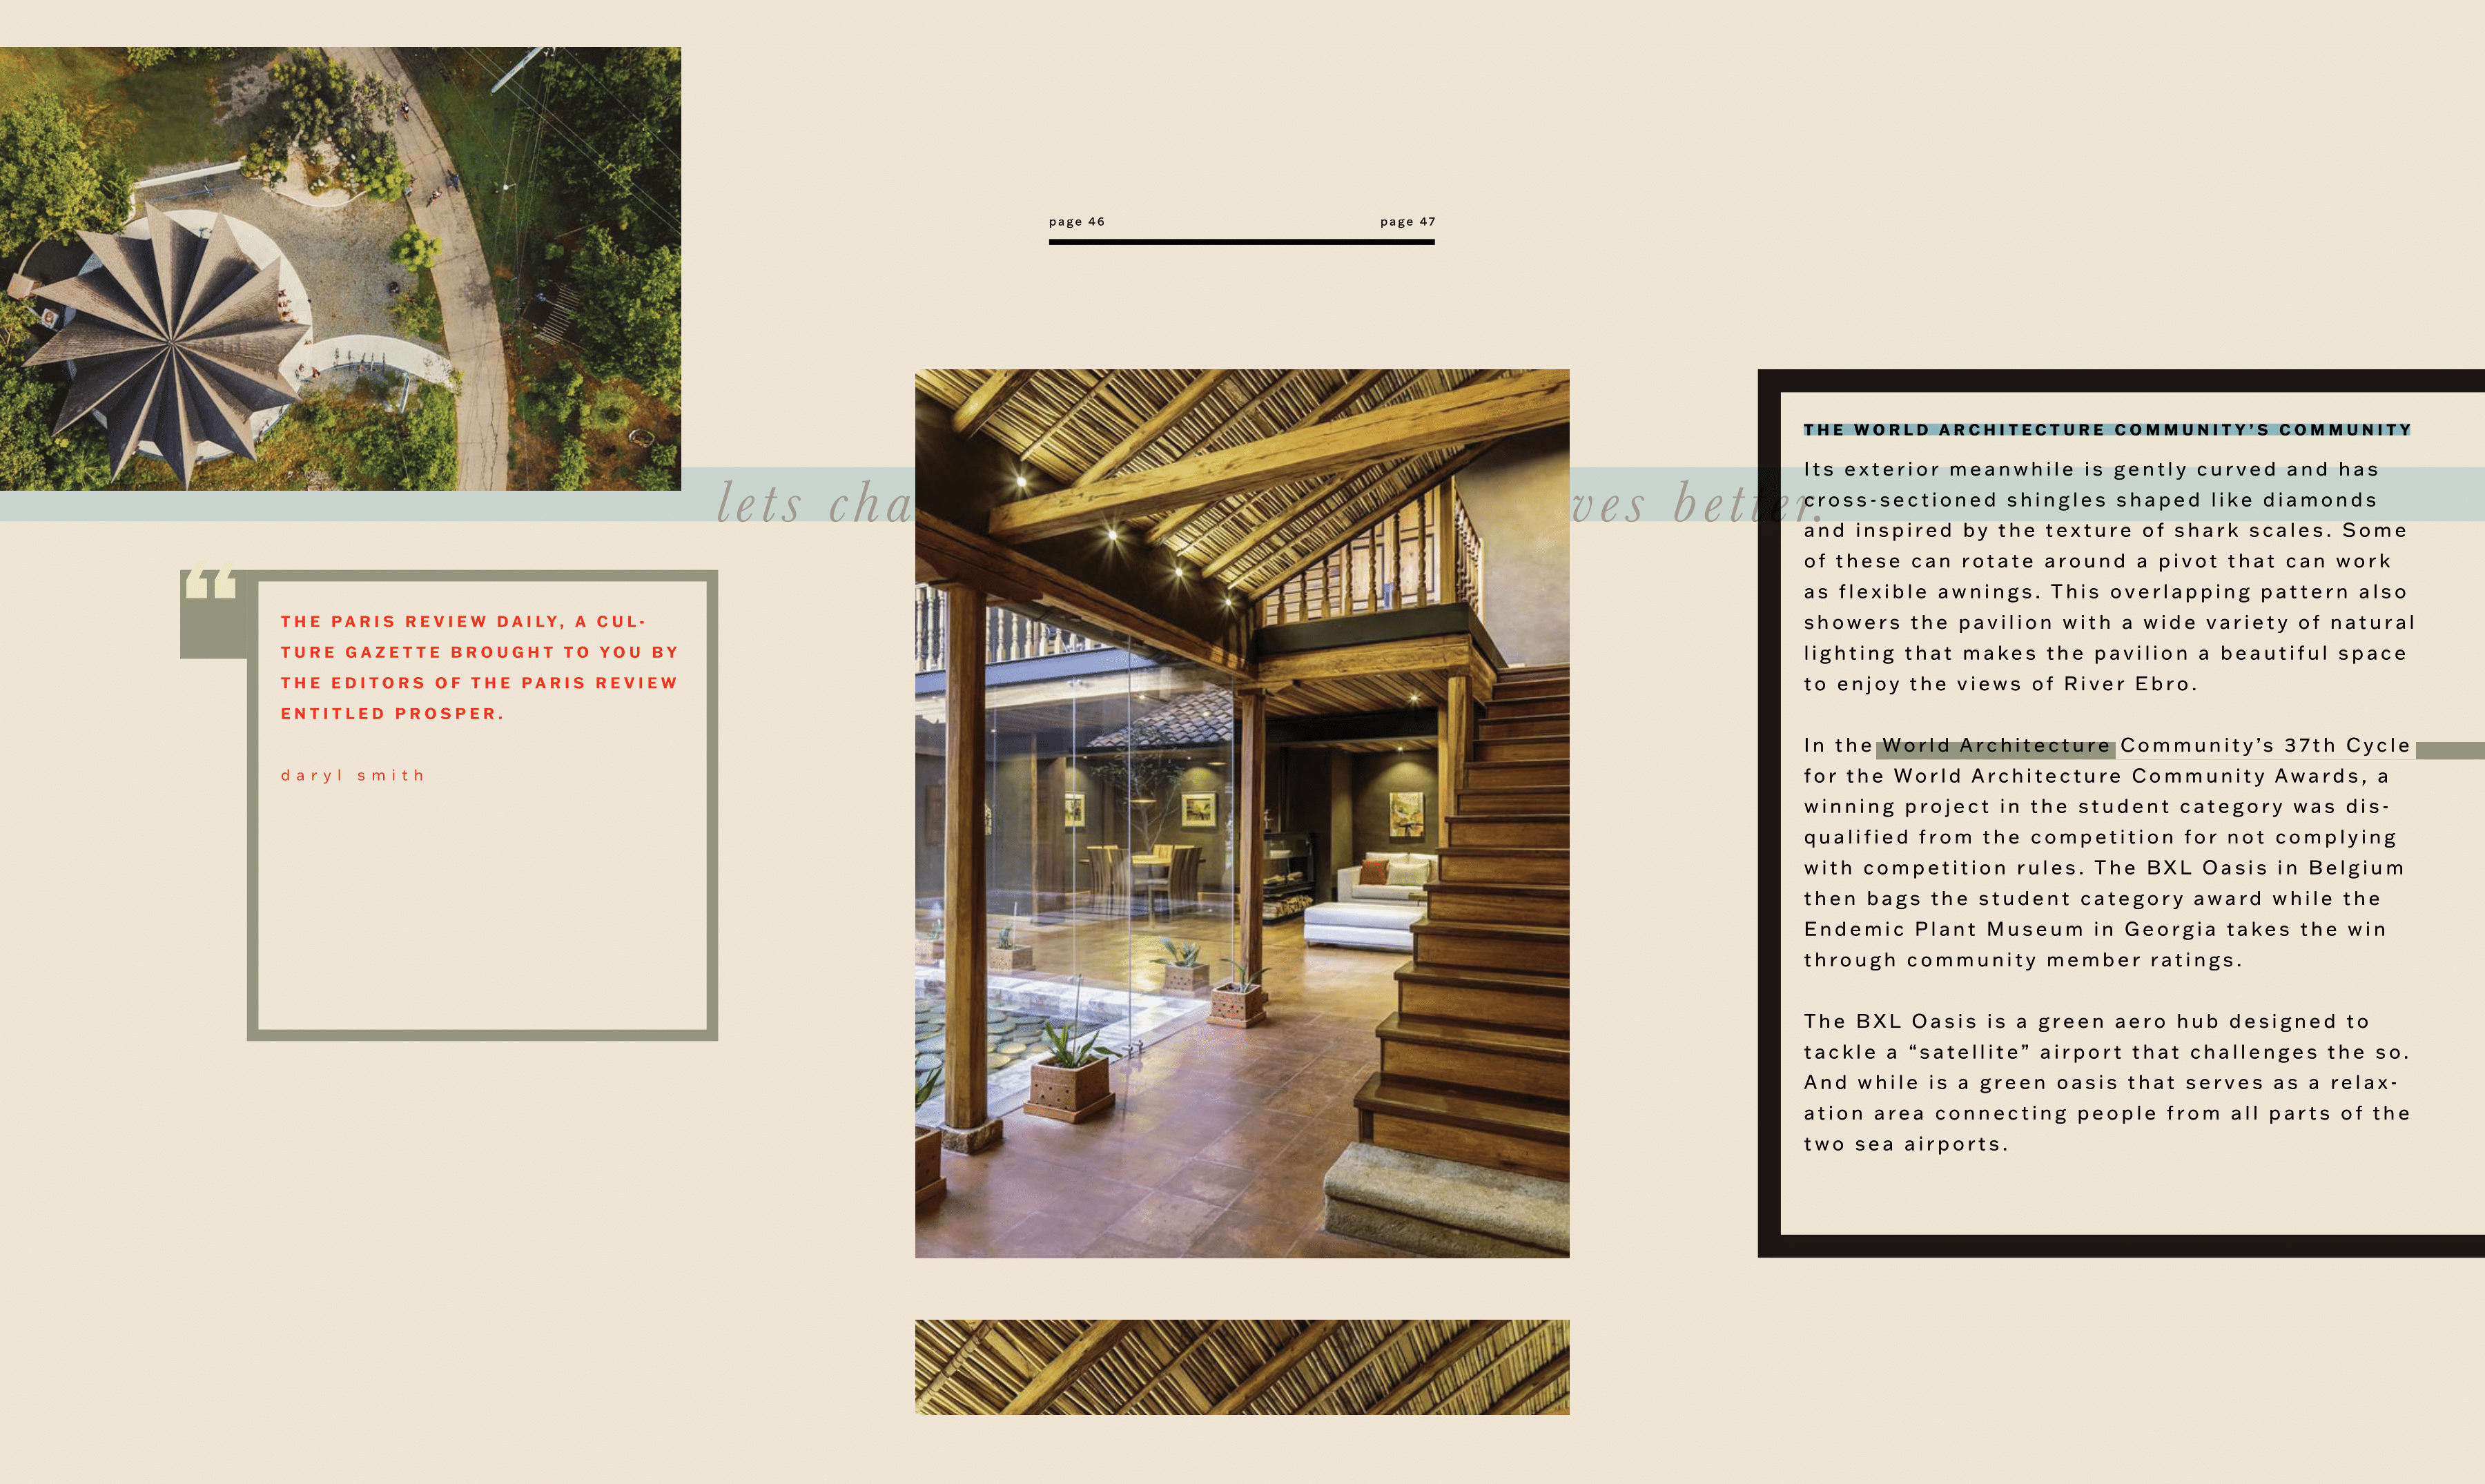 page 46
page 47
lets cha
ves better.
“
THE PARIS REVIEW DAILY, A CUL-
TURE GAZETTE BROUGHT TO YOU BY
THE EDITORS OF THE PARIS REVIEW
ENTITLED PROSPER.
daryl smith
THE WORLD ARCHITECTURE COMMUNITY’S COMMUNITY
Its exterior meanwhile is gently curved and has
cross-sectioned shingles shaped like diamonds
and inspired by the texture of shark scales. Some
of these can rotate around a pivot that can work
as flexible awnings. This overlapping pattern also
showers the pavilion with a wide variety of natural
lighting that makes the pavilion a beautiful space
to enjoy the views of River Ebro.
In the World Architecture Community’s 37th Cycle
for the World Architecture Community Awards, a
winning project in the student category was dis-
qualified from the competition for not complying
with competition rules. The BXL Oasis in Belgium
then bags the student category award while the
Endemic Plant Museum in Georgia takes the win
through community member ratings.
The BXL Oasis is a green aero hub designed to
tackle a “satellite” airport that challenges the so.
And while is a green oasis that serves as a relax-
ation area connecting people from all parts of the
two sea airports.